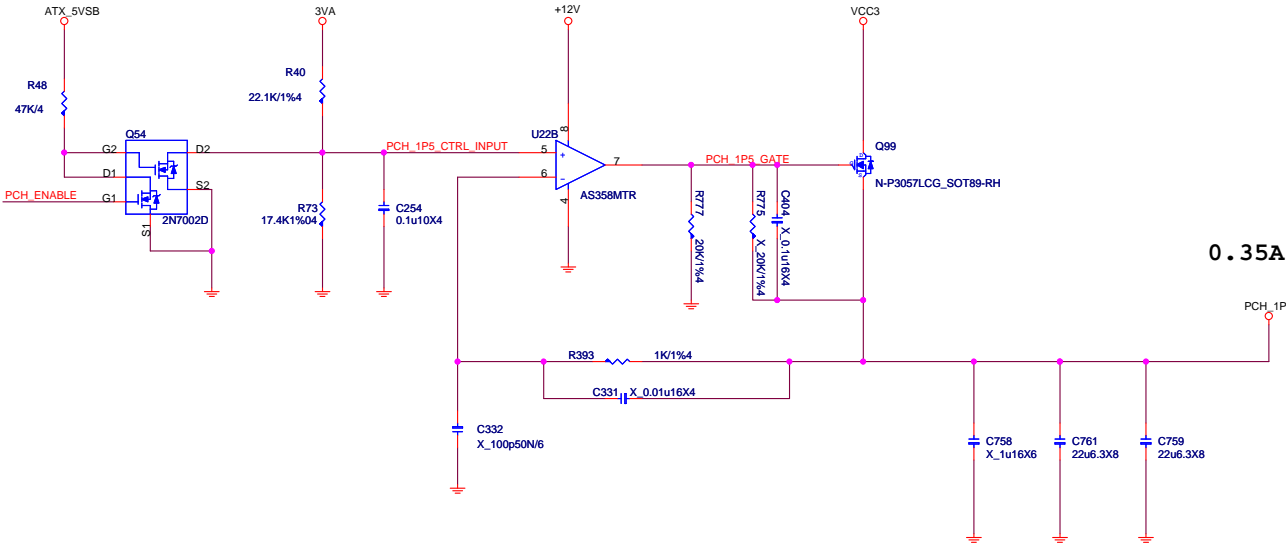 ATX_5VSB
3VA
+12V
VCC3
R48
47K/4
R40
22.1K/1%4
Q54
G2
D2
D1
S2
G1
S1
2N7002D
PCH_ENABLE
PCH_1P5_CTRL_INPUT
R73
17.4K1%04
C254
0.1u10X4
U22B
8
5
+
6
-
7
4
AS358MTR
PCH_1P5_GATE
R777
20K/1%4
R775
X_20K/1%4
C404
X_0.1u16X4
Q99
N-P3057LCG_SOT89-RH
0.35A
PCH_1P
R393
1K/1%4
C331
X_0.01u16X4
C332
X_100p50N/6
C758
X_1u16X6
C761
22u6.3X8
C759
22u6.3X8